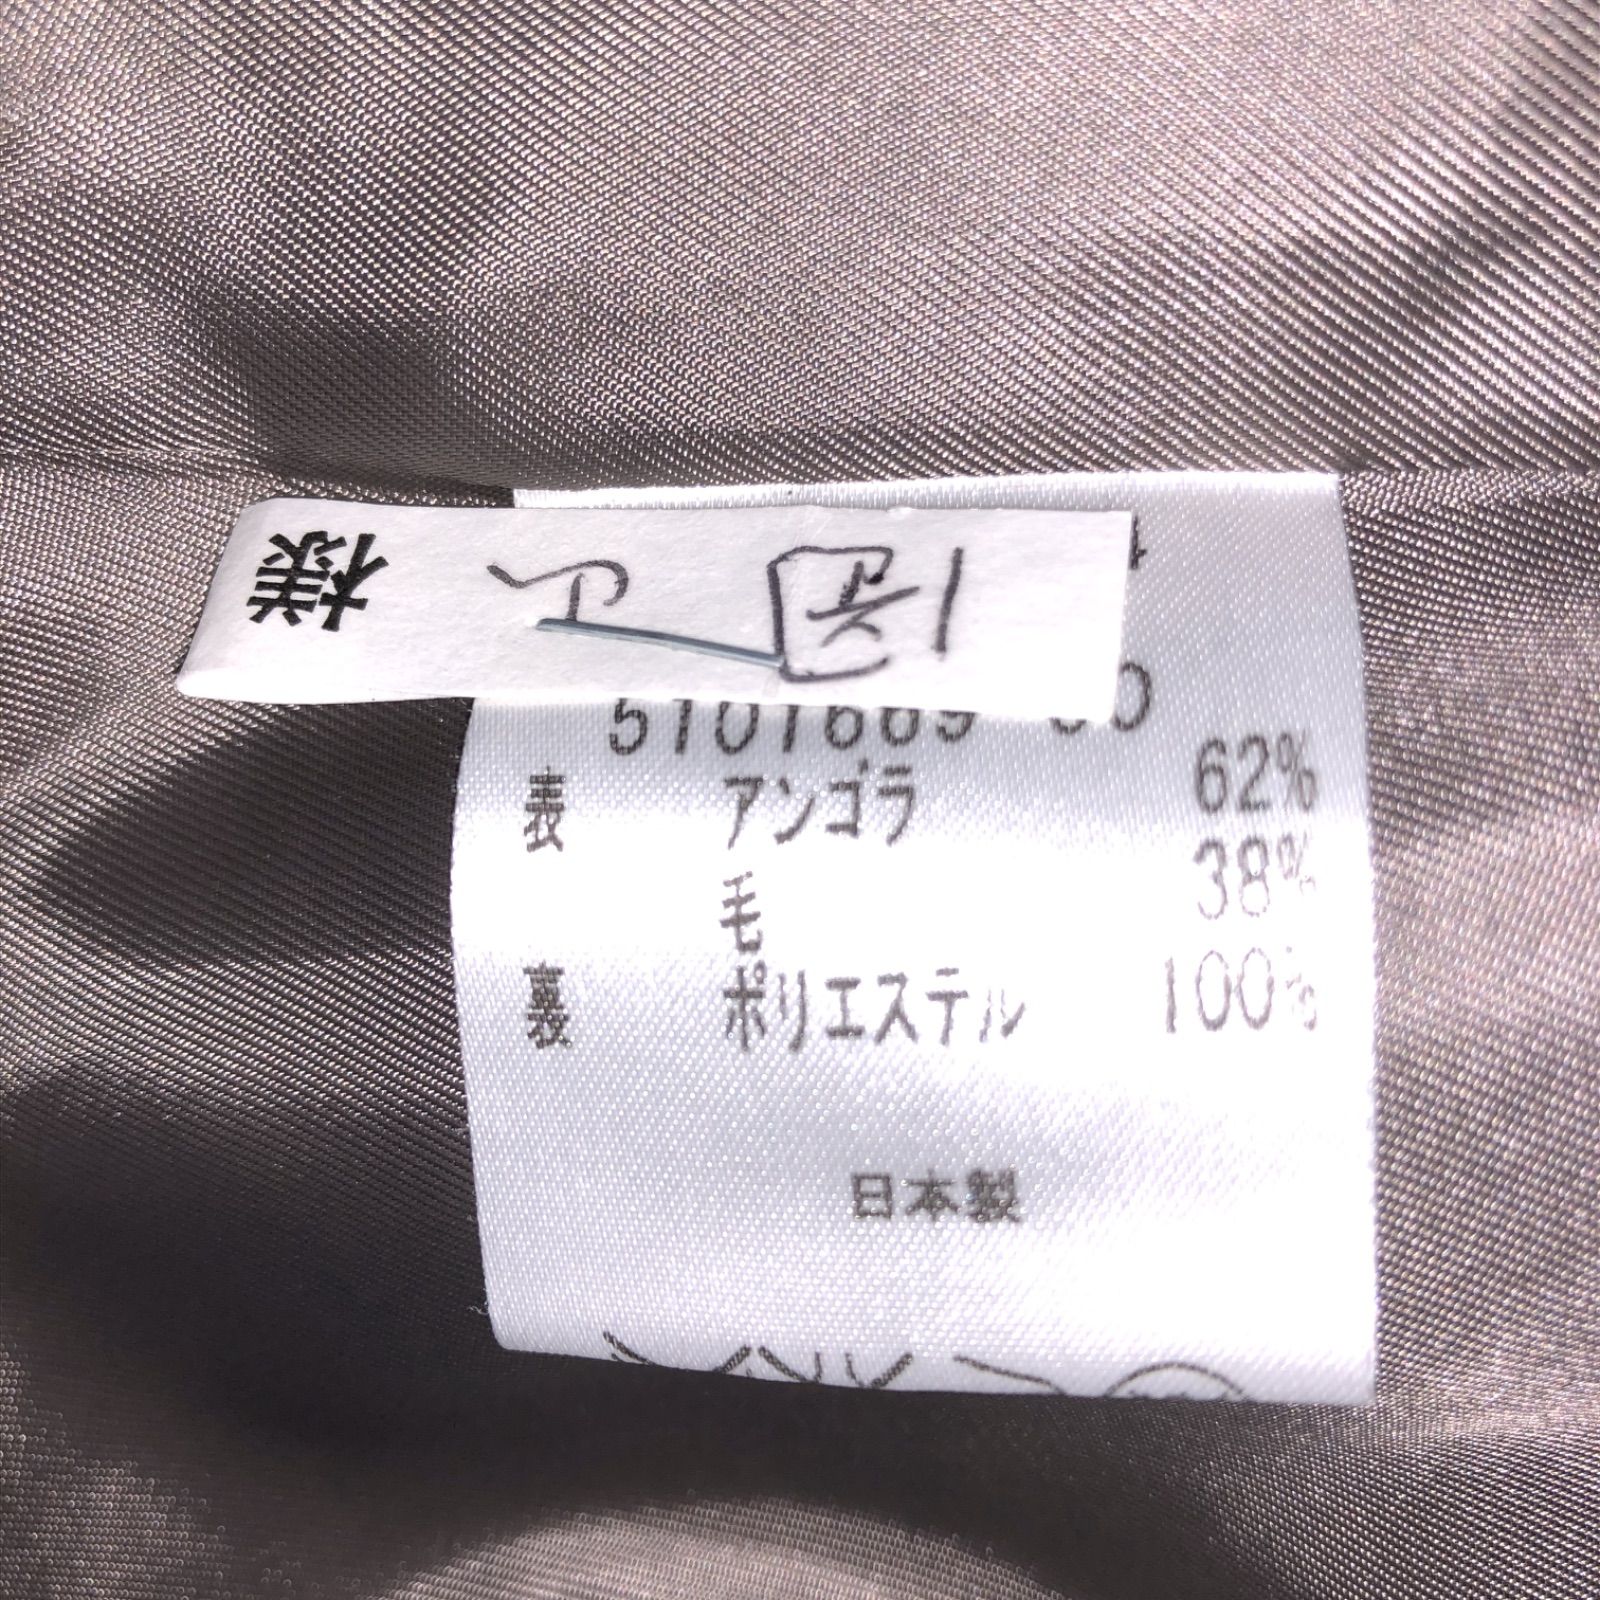 様
表 アンゴラ 62%
毛 38%
裏 ポリエステル 100%
日本製